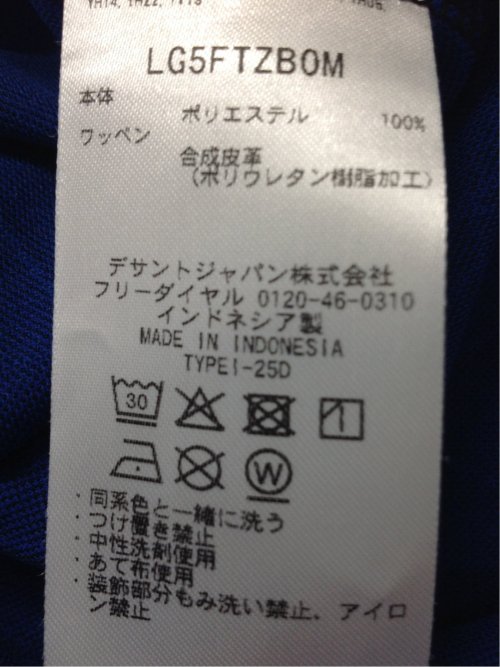 LG5FTZB0M
本体 ポリエステル 100%
ワッペン 合成皮革
(ポリウレタン樹脂加工)
デサントジャパン株式会社
フリーダイヤル 0120-46-0310
インドネシア製
MADE IN INDONESIA
TYPEI-25D
30
W
・同系色と一緒に洗う
・つけ置き禁止
・中性洗剤使用
・あて布使用
・装飾部分もみ洗い禁止、アイロ
ン禁止